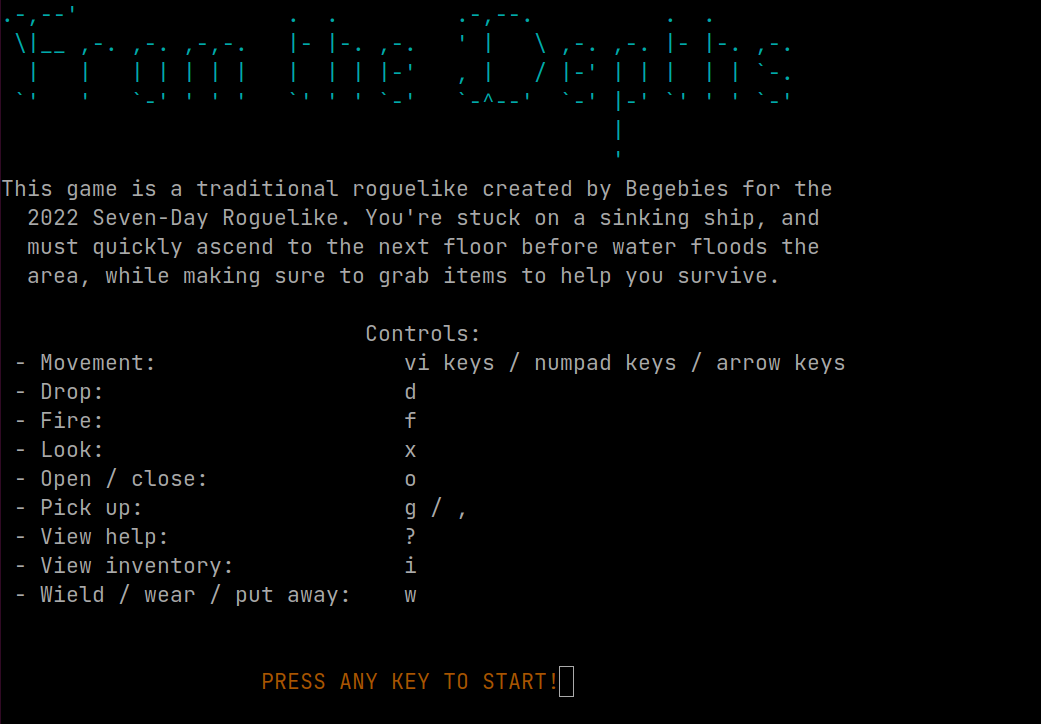 From the Depths
This game is a traditional roguelike created by Begebies for the
2022 Seven-Day Roguelike. You're stuck on a sinking ship, and
must quickly ascend to the next floor before water floods the
area, while making sure to grab items to help you survive.
Controls:
- Movement: vi keys / numpad keys / arrow keys
- Drop: d
- Fire: f
- Look: x
- Open / close: o
- Pick up: g / ,
- View help: ?
- View inventory: i
- Wield / wear / put away: w
PRESS ANY KEY TO START!